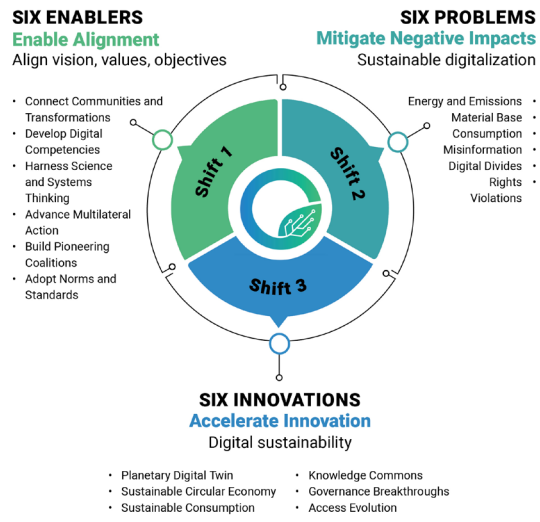 SIX ENABLERS
Enable Alignment
Align vision, values, objectives
• Connect Communities and
Transformations
• Develop Digital
Competencies
• Harness Science
and Systems
Thinking
• Advance Multilateral
Action
• Build Pioneering
Coalitions
• Adopt Norms and
Standards
SIX PROBLEMS
Mitigate Negative Impacts
Sustainable digitalization
Energy and Emissions •
Material Base •
Consumption •
Misinformation •
Digital Divides •
Rights •
Violations
Shift 1
Shift 2
Shift 3
SIX INNOVATIONS
Accelerate Innovation
Digital sustainability
• Planetary Digital Twin
• Sustainable Circular Economy
• Sustainable Consumption
• Knowledge Commons
• Governance Breakthroughs
• Access Evolution